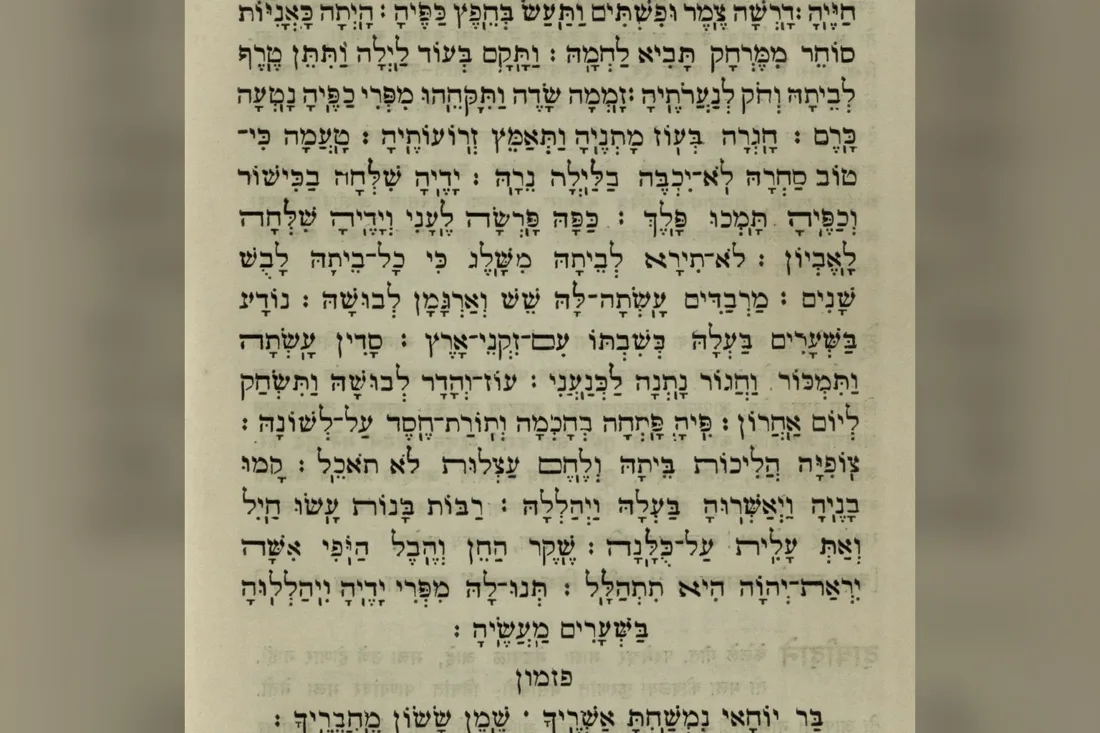 חַיֶּיהָ : דָּרְשָׁה צֶמֶר וּפִשְׁתִּים וַתַּעַשׂ בְּחֵפֶץ כַּפֶּיהָ : הָיְתָה כָּאֳנִיּוֹת
סוֹחֵר מִמֶּרְחָק תָּבִיא לַחְמָהּ : וַתָּקָם בְּעוֹד לַיְלָה וַתִּתֵּן טֶרֶף
לְבֵיתָהּ וְחֹק לְנַעֲרֹתֶיהָ : זָמְמָה שָׂדֶה וַתִּקָּחֵהוּ מִפְּרִי כַפֶּיהָ נָטְעָה
כָּרֶם : חָגְרָה בְּעוֹז מָתְנֶיהָ וַתְּאַמֵּץ זְרוֹעוֹתֶיהָ : טָעֲמָה כִּי־
טוֹב סַחְרָהּ לֹא־יִכְבֶּה בַלַּיְלָה נֵרָהּ : יָדֶיהָ שִׁלְּחָה בַכִּישׁוֹר
וְכַפֶּיהָ תָּמְכוּ פָלֶךְ : כַּפָּהּ פָּרְשָׂה לֶעָנִי וְיָדֶיהָ שִׁלְּחָה
לָאֶבְיוֹן : לֹא־תִירָא לְבֵיתָהּ מִשָּׁלֶג כִּי כָל־בֵּיתָהּ לָבֻשׁ
שָׁנִים : מַרְבַדִּים עָשְׂתָה־לָּהּ שֵׁשׁ וְאַרְגָּמָן לְבוּשָׁהּ : נוֹדָע
בַּשְּׁעָרִים בַּעְלָהּ בְּשִׁבְתּוֹ עִם־זִקְנֵי־אָרֶץ : סָדִין עָשְׂתָה
וַתִּמְכּוֹר וַחֲגוֹר נָתְנָה לַכְּנַעֲנִי : עוֹז־וְהָדָר לְבוּשָׁהּ וַתִּשְׂחַק
לְיוֹם אַחֲרוֹן : פִּיהָ פָּתְחָה בְחָכְמָה וְתוֹרַת־חֶסֶד עַל־לְשׁוֹנָהּ :
צוֹפִיָּה הֲלִיכוֹת בֵּיתָהּ וְלֶחֶם עַצְלוּת לֹא תֹאכֵל : קָמוּ
בָנֶיהָ וַיְאַשְּׁרוּהָ בַּעְלָהּ וַיְהַלְלָהּ : רַבּוֹת בָּנוֹת עָשׂוּ חָיִל
וְאַתְּ עָלִית עַל־כֻּלָּנָה : שֶׁקֶר הַחֵן וְהֶבֶל הַיֹּפִי אִשָּׁה
יִרְאַת־יְהֹוָה הִיא תִתְהַלָּל : תְּנוּ־לָהּ מִפְּרִי יָדֶיהָ וִיהַלְלוּהָ
בַּשְּׁעָרִים מַעֲשֶׂיהָ :
פזמון
בַּר יוֹחָאי נִמְשַׁחְתָּ אַשְׁרֶיךָ · שֶׁמֶן שָׂשׂוֹן מֵחֲבֵרֶיךָ :